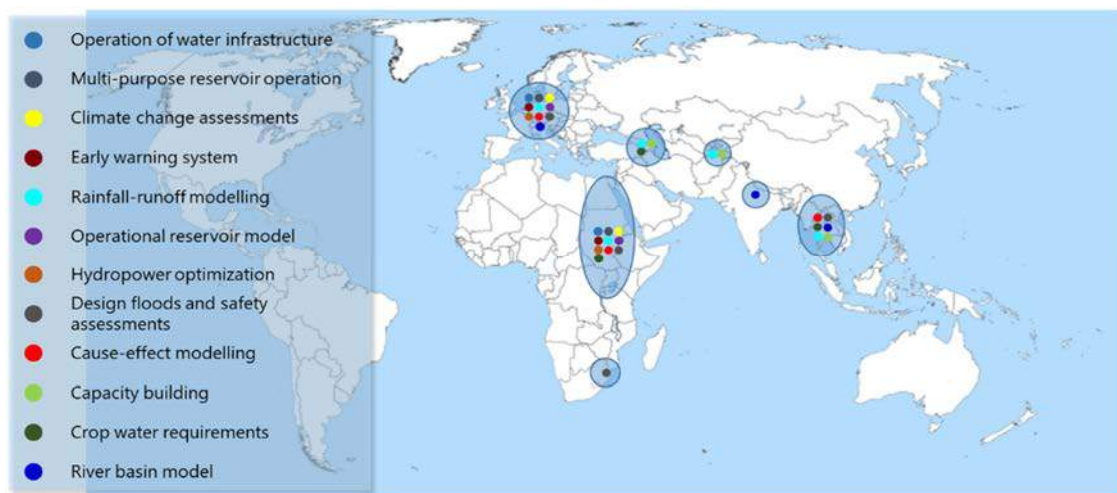 Operation of water infrastructure
Multi-purpose reservoir operation
Climate change assessments
Early warning system
Rainfall-runoff modelling
Operational reservoir model
Hydropower optimization
Design floods and safety
assessments
Cause-effect modelling
Capacity building
Crop water requirements
River basin model